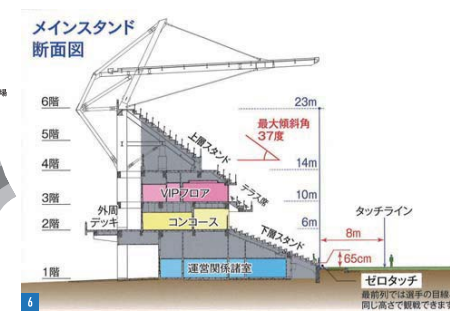 メインスタンド
断面図
場
6階
5階
4階
3階
2階
1階
23m
最大傾斜角
37度
上層スタンド
14m
VIPフロア
テラス席
10m
外周
デッキ
コンコース
6m
下層スタンド
タッチライン
8m
65cm
運営関係諸室
ゼロタッチ
最前列では選手の目線
同じ高さで観戦できます
6